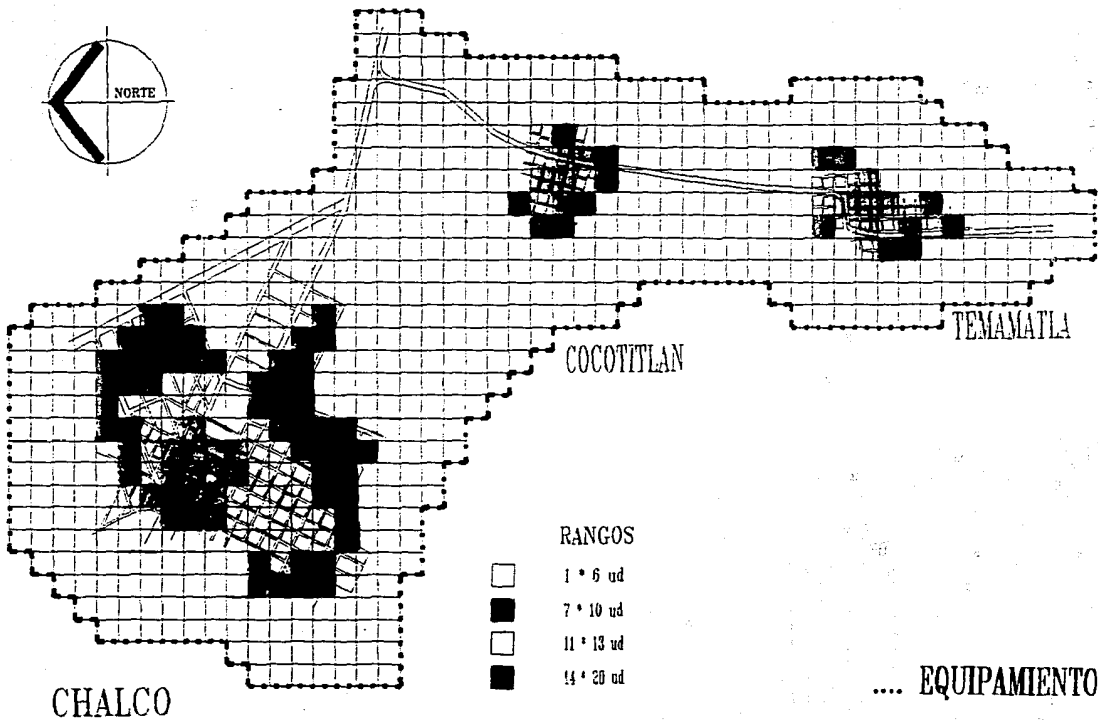 NORTE
TEMAMATLA
COCOTITLAN
RANGOS
1 * 6 ud
7 * 10 ud
11 * 13 ud
14 * 20 ud
CHALCO
.... EQUIPAMIENTO